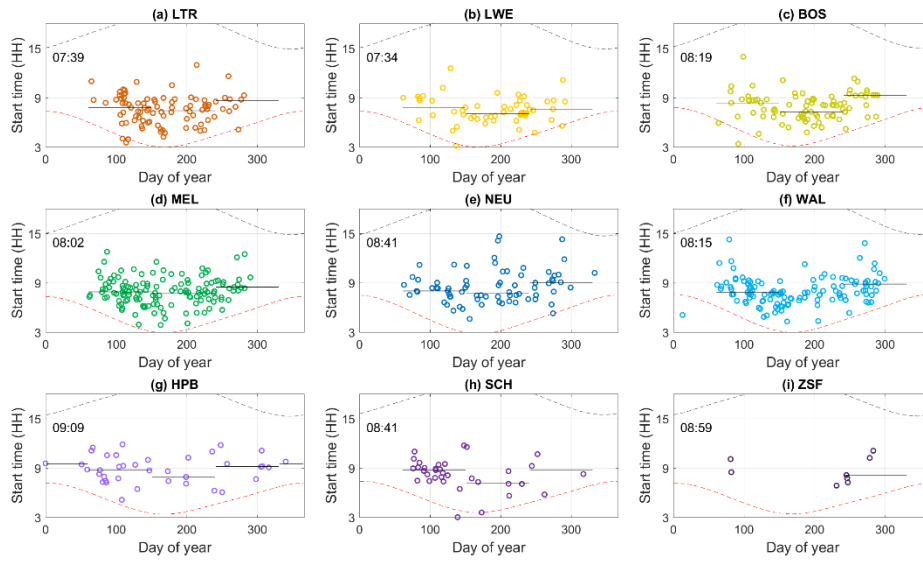 (a) LTR
(b) LWE
(c) BOS
Start time (HH)
15
9
3
07:39
0
100
200
300
Day of year
Start time (HH)
15
9
3
07:34
0
100
200
300
Day of year
Start time (HH)
15
9
3
08:19
0
100
200
300
Day of year
(d) MEL
(e) NEU
(f) WAL
Start time (HH)
15
9
3
08:02
0
100
200
300
Day of year
Start time (HH)
15
9
3
08:41
0
100
200
300
Day of year
Start time (HH)
15
9
3
08:15
0
100
200
300
Day of year
(g) HPB
(h) SCH
(i) ZSF
Start time (HH)
15
9
3
09:09
0
100
200
300
Day of year
Start time (HH)
15
9
3
08:41
0
100
200
300
Day of year
Start time (HH)
15
9
3
08:59
0
100
200
300
Day of year